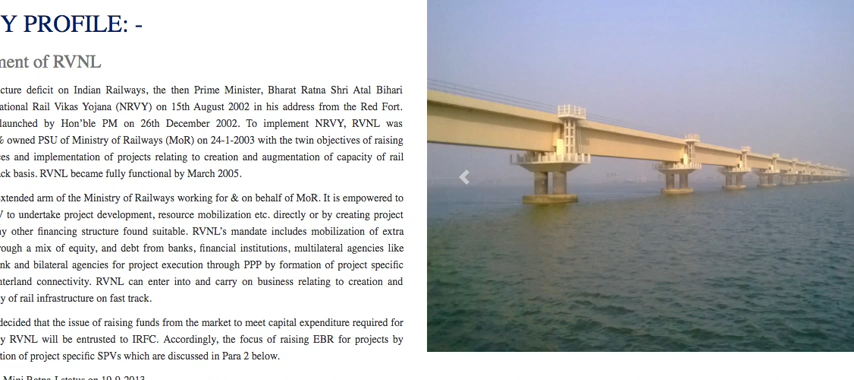 Y PROFILE: -
ment of RVNL
cture deficit on Indian Railways, the then Prime Minister, Bharat Ratna Shri Atal Bihari
ational Rail Vikas Yojana (NRVY) on 15th August 2002 in his address from the Red Fort.
launched by Hon'ble PM on 26th December 2002. To implement NRVY, RVNL was
% owned PSU of Ministry of Railways (MoR) on 24-1-2003 with the twin objectives of raising
ces and implementation of projects relating to creation and augmentation of capacity of rail
ck basis. RVNL became fully functional by March 2005.
xtended arm of the Ministry of Railways working for & on behalf of MoR. It is empowered to
V to undertake project development, resource mobilization etc. directly or by creating project
ny other financing structure found suitable. RVNL's mandate includes mobilization of extra
rough a mix of equity, and debt from banks, financial institutions, multilateral agencies like
nk and bilateral agencies for project execution through PPP by formation of project specific
nterland connectivity. RVNL can enter into and carry on business relating to creation and
y of rail infrastructure on fast track.
decided that the issue of raising funds from the market to meet capital expenditure required for
y RVNL will be entrusted to IRFC. Accordingly, the focus of raising EBR for projects by
tion of project specific SPVs which are discussed in Para 2 below.
Mini Ratna-I status on 19-9-2013